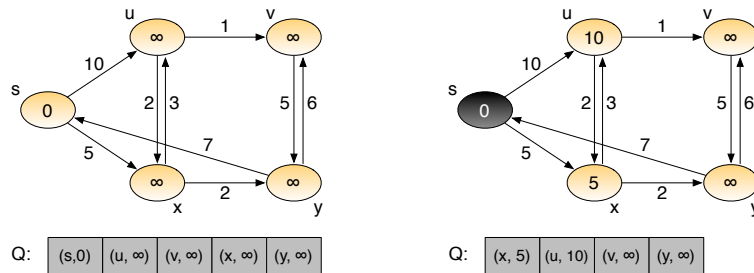 u
v
∞
1
∞
10
s
2
3
5
6
0
7
5
∞
2
∞
x
y
Q: (s,0) (u, ∞) (v, ∞) (x, ∞) (y, ∞)
u
v
10
1
∞
10
s
2
3
5
6
0
7
5
5
2
∞
x
y
Q: (x, 5) (u, 10) (v, ∞) (y, ∞)